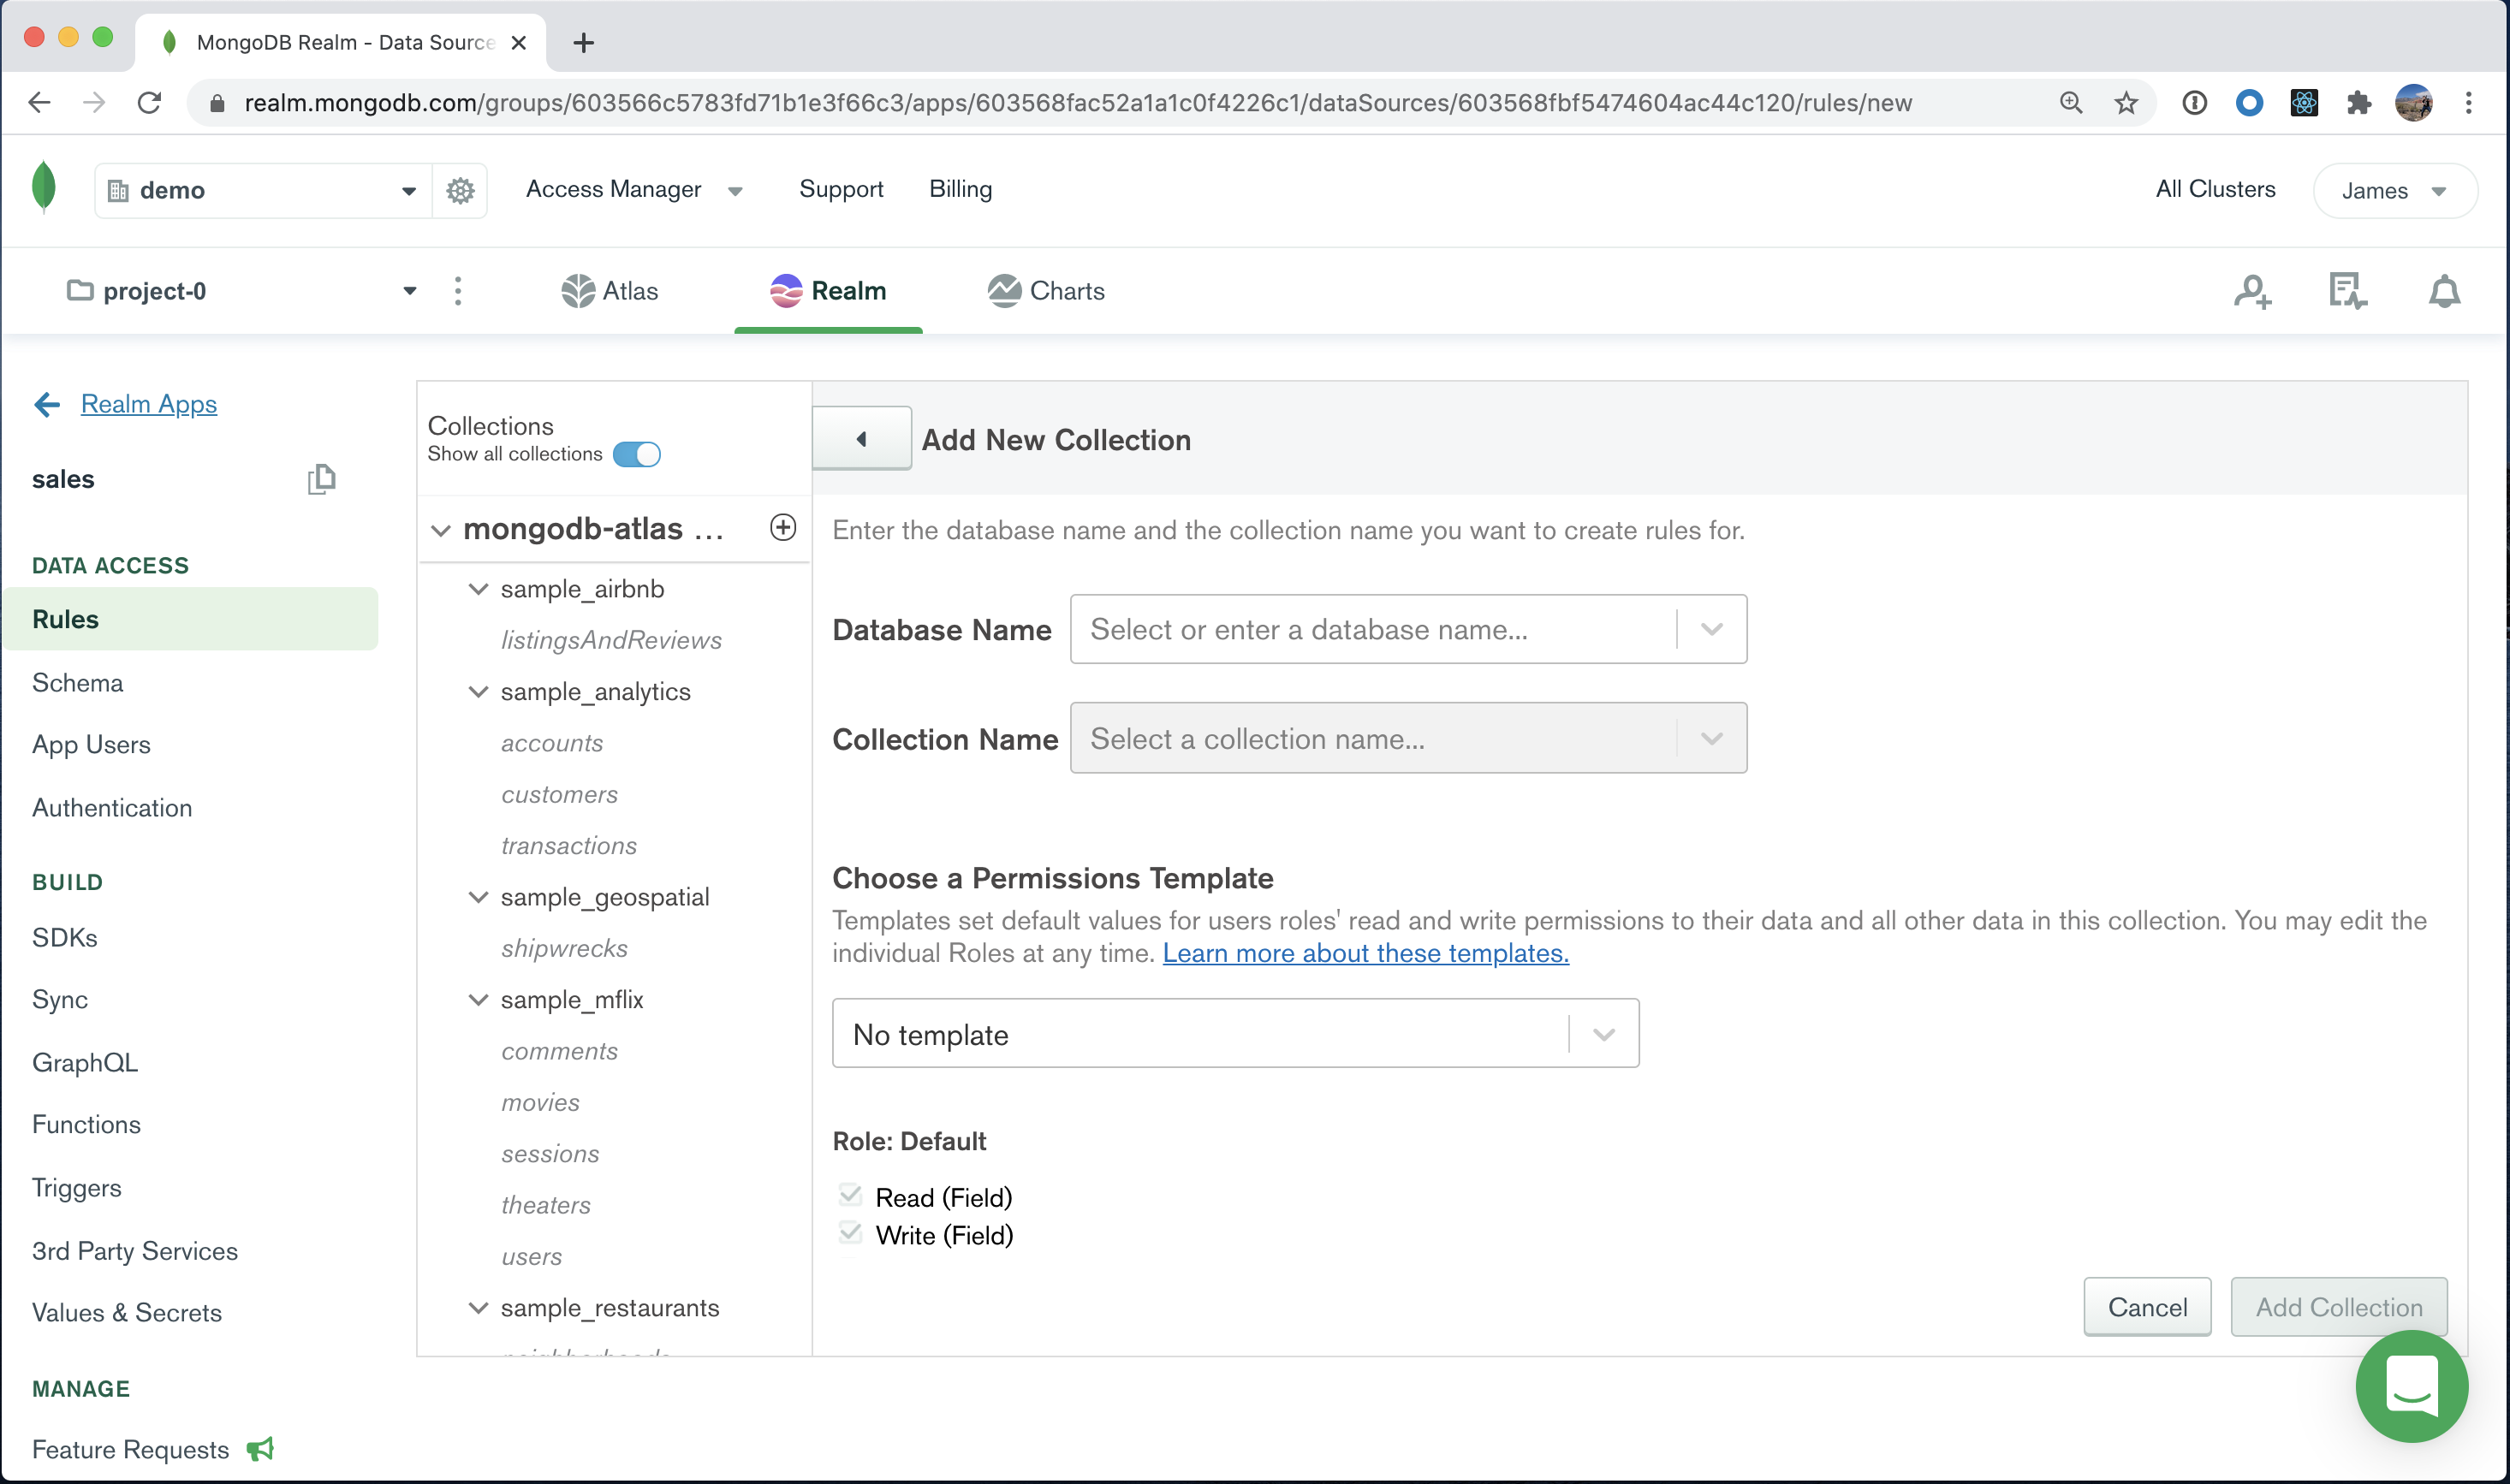 MongoDB Realm - Data Source
realm.mongodb.com/groups/603566c5783fd71b1e3f66c3/apps/603568fac52a1a1c0f4226c1/dataSources/603568fbf5474604ac44c120/rules/new
demo
Access Manager
Support
Billing
All Clusters
James
project-0
Atlas
Realm
Charts
Realm Apps
sales
DATA ACCESS
Rules
Schema
App Users
Authentication
BUILD
SDKs
Sync
GraphQL
Functions
Triggers
3rd Party Services
Values & Secrets
MANAGE
Feature Requests
Collections
Show all collections
mongodb-atlas ...
sample_airbnb
listingsAndReviews
sample_analytics
accounts
customers
transactions
sample_geospatial
shipwrecks
sample_mflix
comments
movies
sessions
theaters
users
sample_restaurants
neighborhoods
Add New Collection
Enter the database name and the collection name you want to create rules for.
Database Name
Select or enter a database name...
Collection Name
Select a collection name...
Choose a Permissions Template
Templates set default values for users roles' read and write permissions to their data and all other data in this collection. You may edit the
individual Roles at any time. Learn more about these templates.
No template
Role: Default
Read (Field)
Write (Field)
Cancel
Add Collection